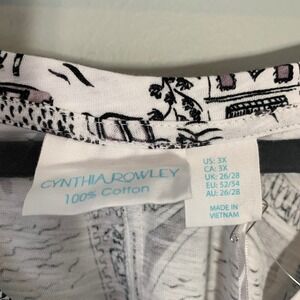 CYNTHIA ROWLEY
100% Cotton
US: 3X
CA: 3X
UK: 26/28
EU: 52/54
AU: 26/28
MADE IN
VIETNAM